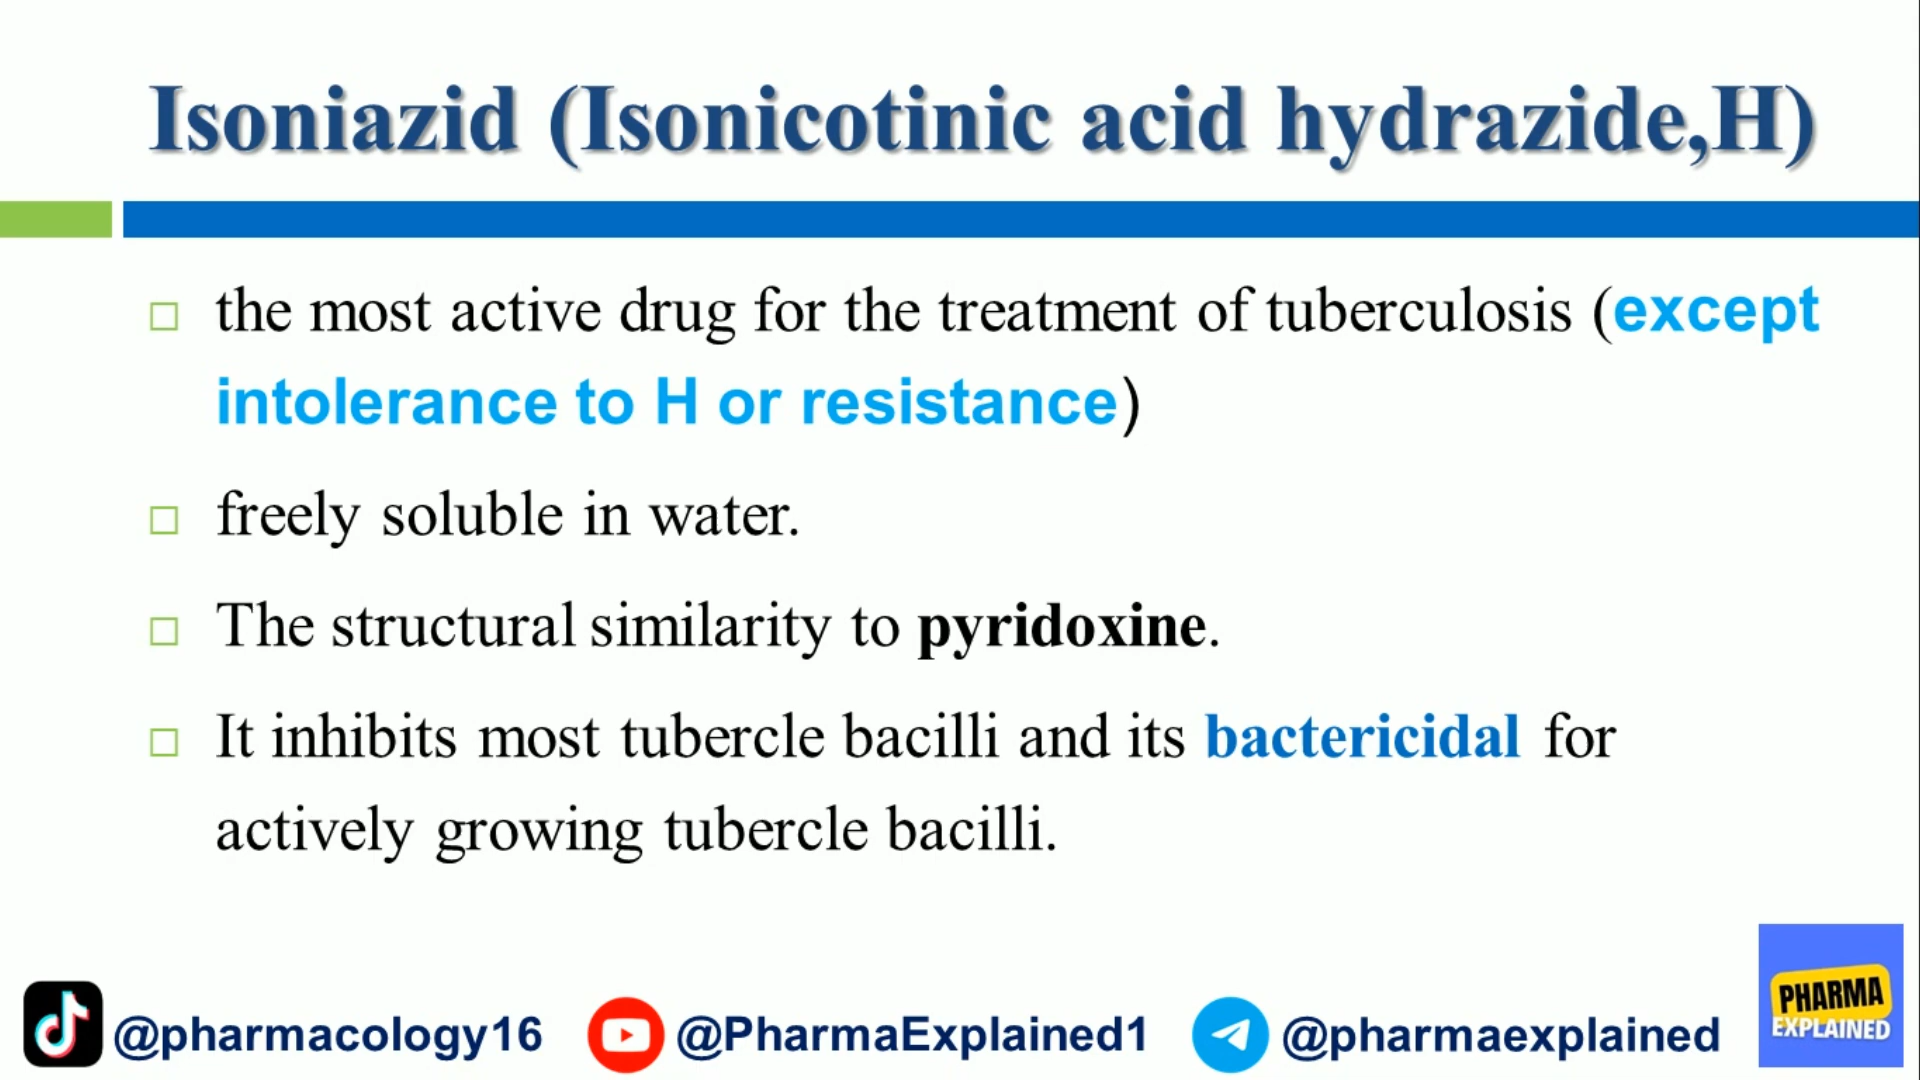 Isoniazid (Isonicotinic acid hydrazide,H)
the most active drug for the treatment of tuberculosis (except
intolerance to H or resistance)
freely soluble in water.
The structural similarity to pyridoxine.
It inhibits most tubercle bacilli and its bactericidal for
actively growing tubercle bacilli.
PHARMA
EXPLAINED
@pharmacology16 @PharmaExplained1 @pharmaexplained